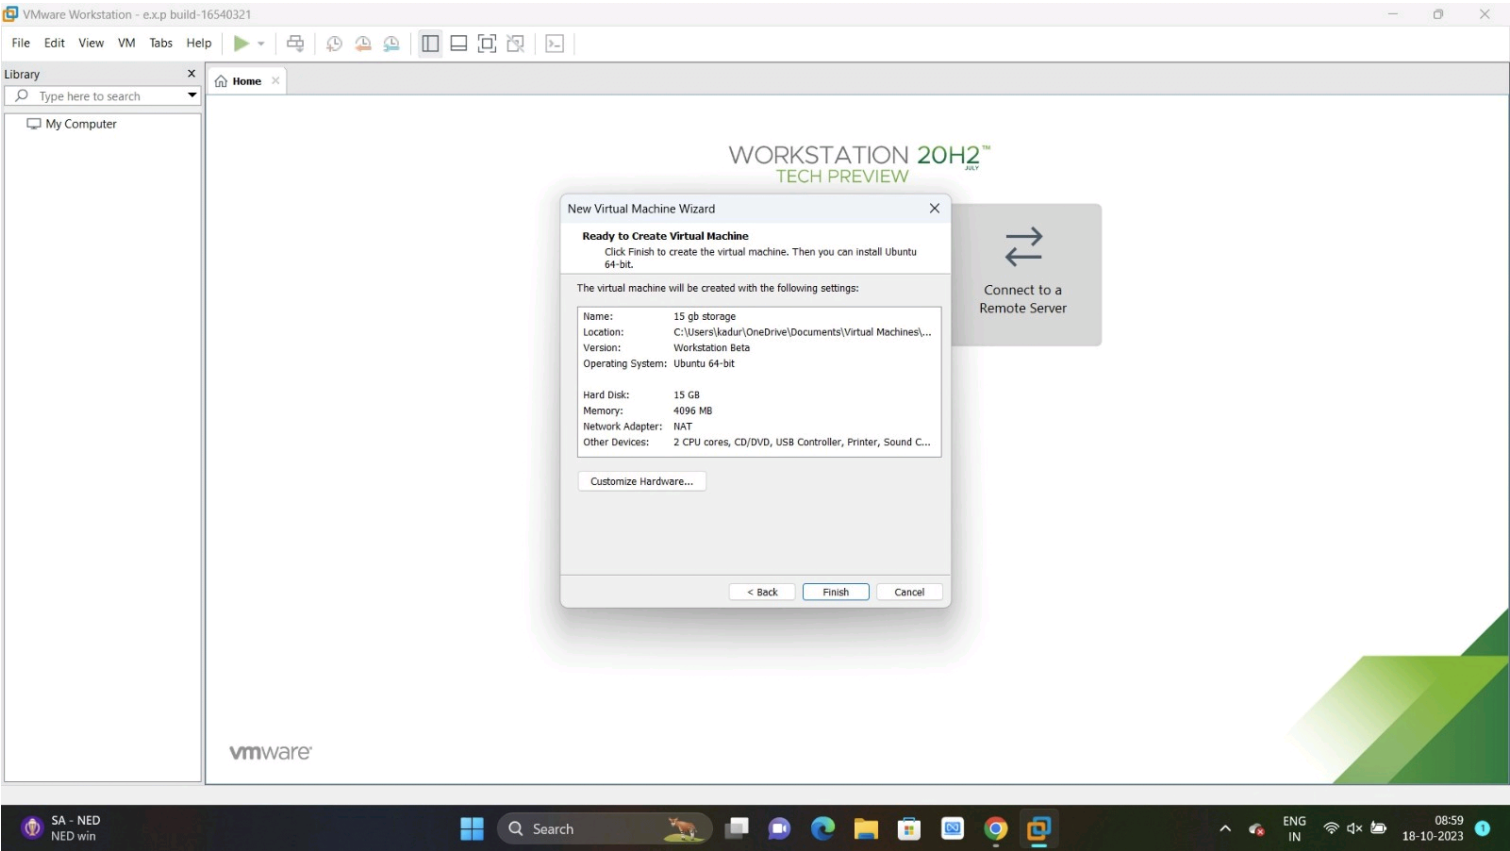 VMware Workstation - e.x.p build-16540321
File Edit View VM Tabs Help
Library
Home
Type here to search
My Computer
WORKSTATION 20H2™
JULY
TECH PREVIEW
New Virtual Machine Wizard
Ready to Create Virtual Machine
Click Finish to create the virtual machine. Then you can install Ubuntu
64-bit.
The virtual machine will be created with the following settings:
Name: 15 gb storage
Location: C:\Users\kadur\OneDrive\Documents\Virtual Machines\...
Version: Workstation Beta
Operating System: Ubuntu 64-bit
Hard Disk: 15 GB
Memory: 4096 MB
Network Adapter: NAT
Other Devices: 2 CPU cores, CD/DVD, USB Controller, Printer, Sound C...
Customize Hardware...
< Back Finish Cancel
Connect to a
Remote Server
vmware
SA - NED
NED win
Search
ENG
IN
08:59
18-10-2023
1